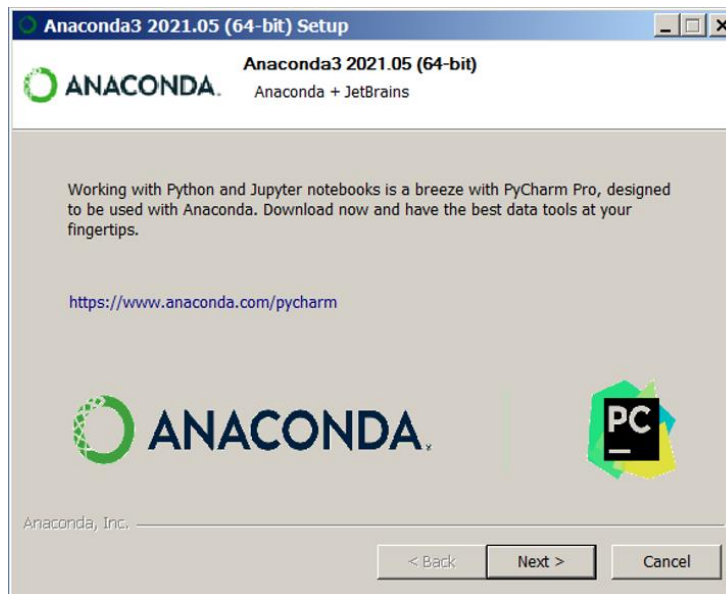 Anaconda3 2021.05 (64-bit) Setup
Anaconda3 2021.05 (64-bit)
ANACONDA.
Anaconda + JetBrains
Working with Python and Jupyter notebooks is a breeze with PyCharm Pro, designed
to be used with Anaconda. Download now and have the best data tools at your
fingertips.
https://www.anaconda.com/pycharm
ANACONDA.
PC
Anaconda, Inc.
< Back
Next >
Cancel